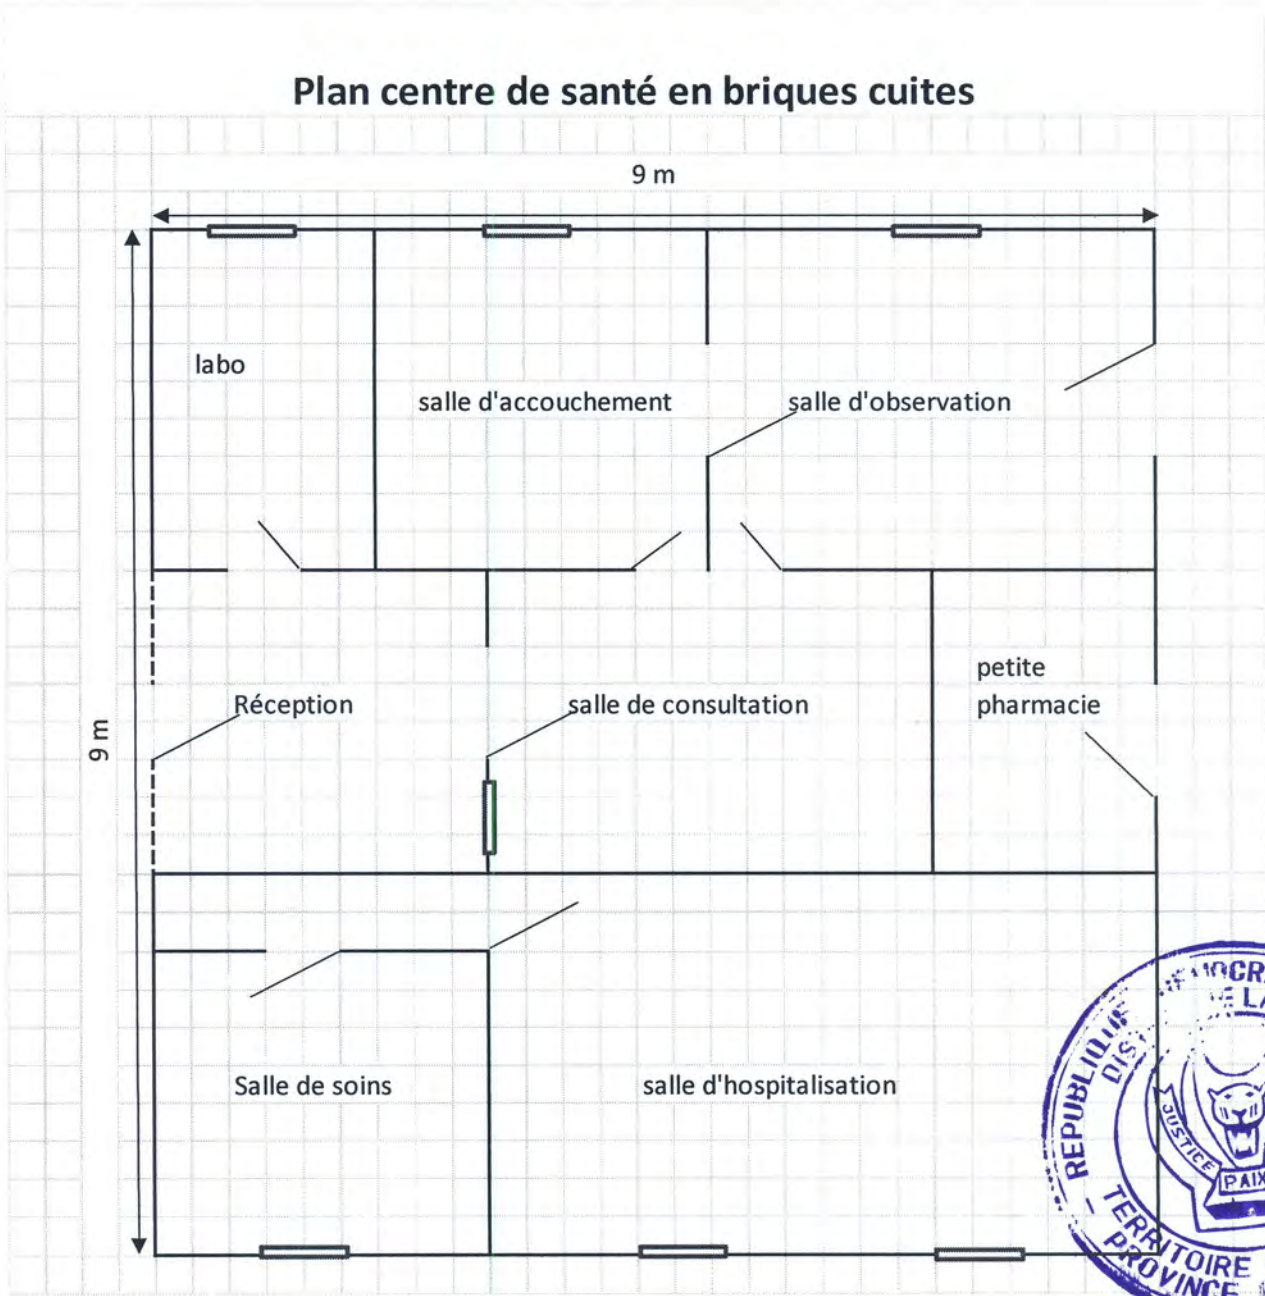 Plan centre de santé en briques cuites
9 m
labo
salle d'accouchement
salle d'observation
9 m
Réception
salle de consultation
petite
pharmacie
Salle de soins
salle d'hospitalisation
REPUBLIQUE
JUSTICE
PAIX
TERRITOIRE
PROVINCE